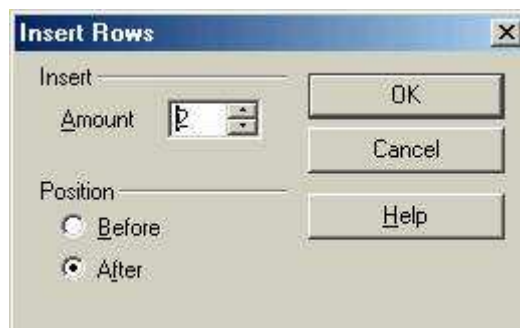 Insert Rows
Insert
Amount 2
OK
Cancel
Position
Before
After
Help